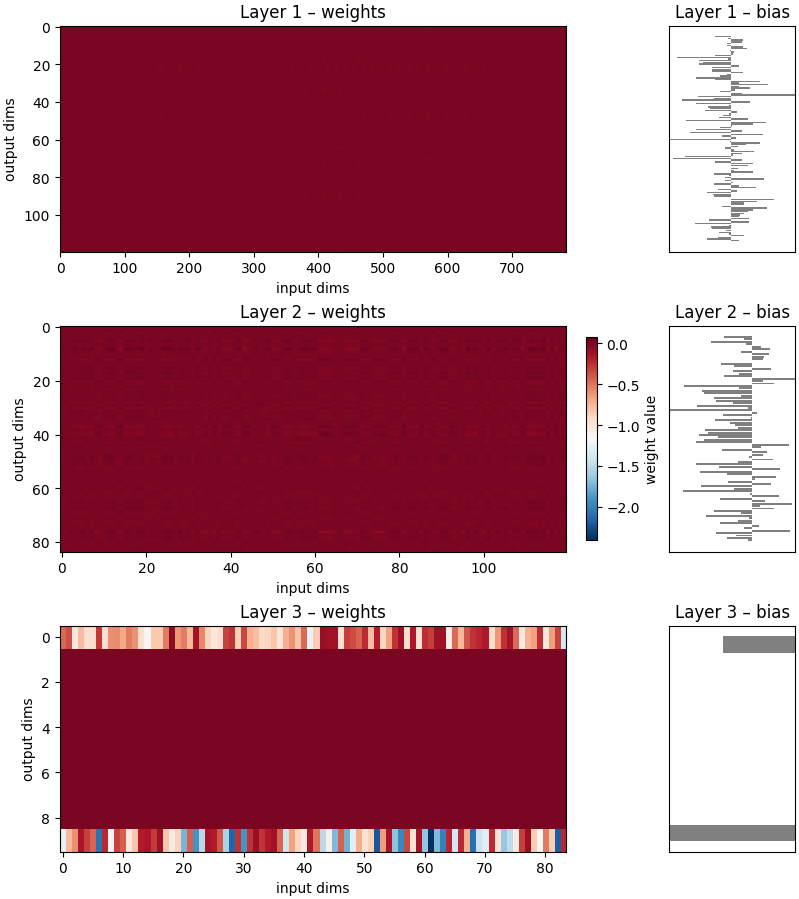 Layer 1 – weights
Layer 1 – bias
0
20
40
60
80
100
output dims
0 100 200 300 400 500 600 700
input dims
Layer 2 – weights
Layer 2 – bias
0
20
40
60
80
output dims
0 20 40 60 80 100
input dims
0.0
−0.5
−1.0
−1.5
−2.0
weight value
Layer 3 – weights
Layer 3 – bias
0
2
4
6
8
output dims
0 10 20 30 40 50 60 70 80
input dims